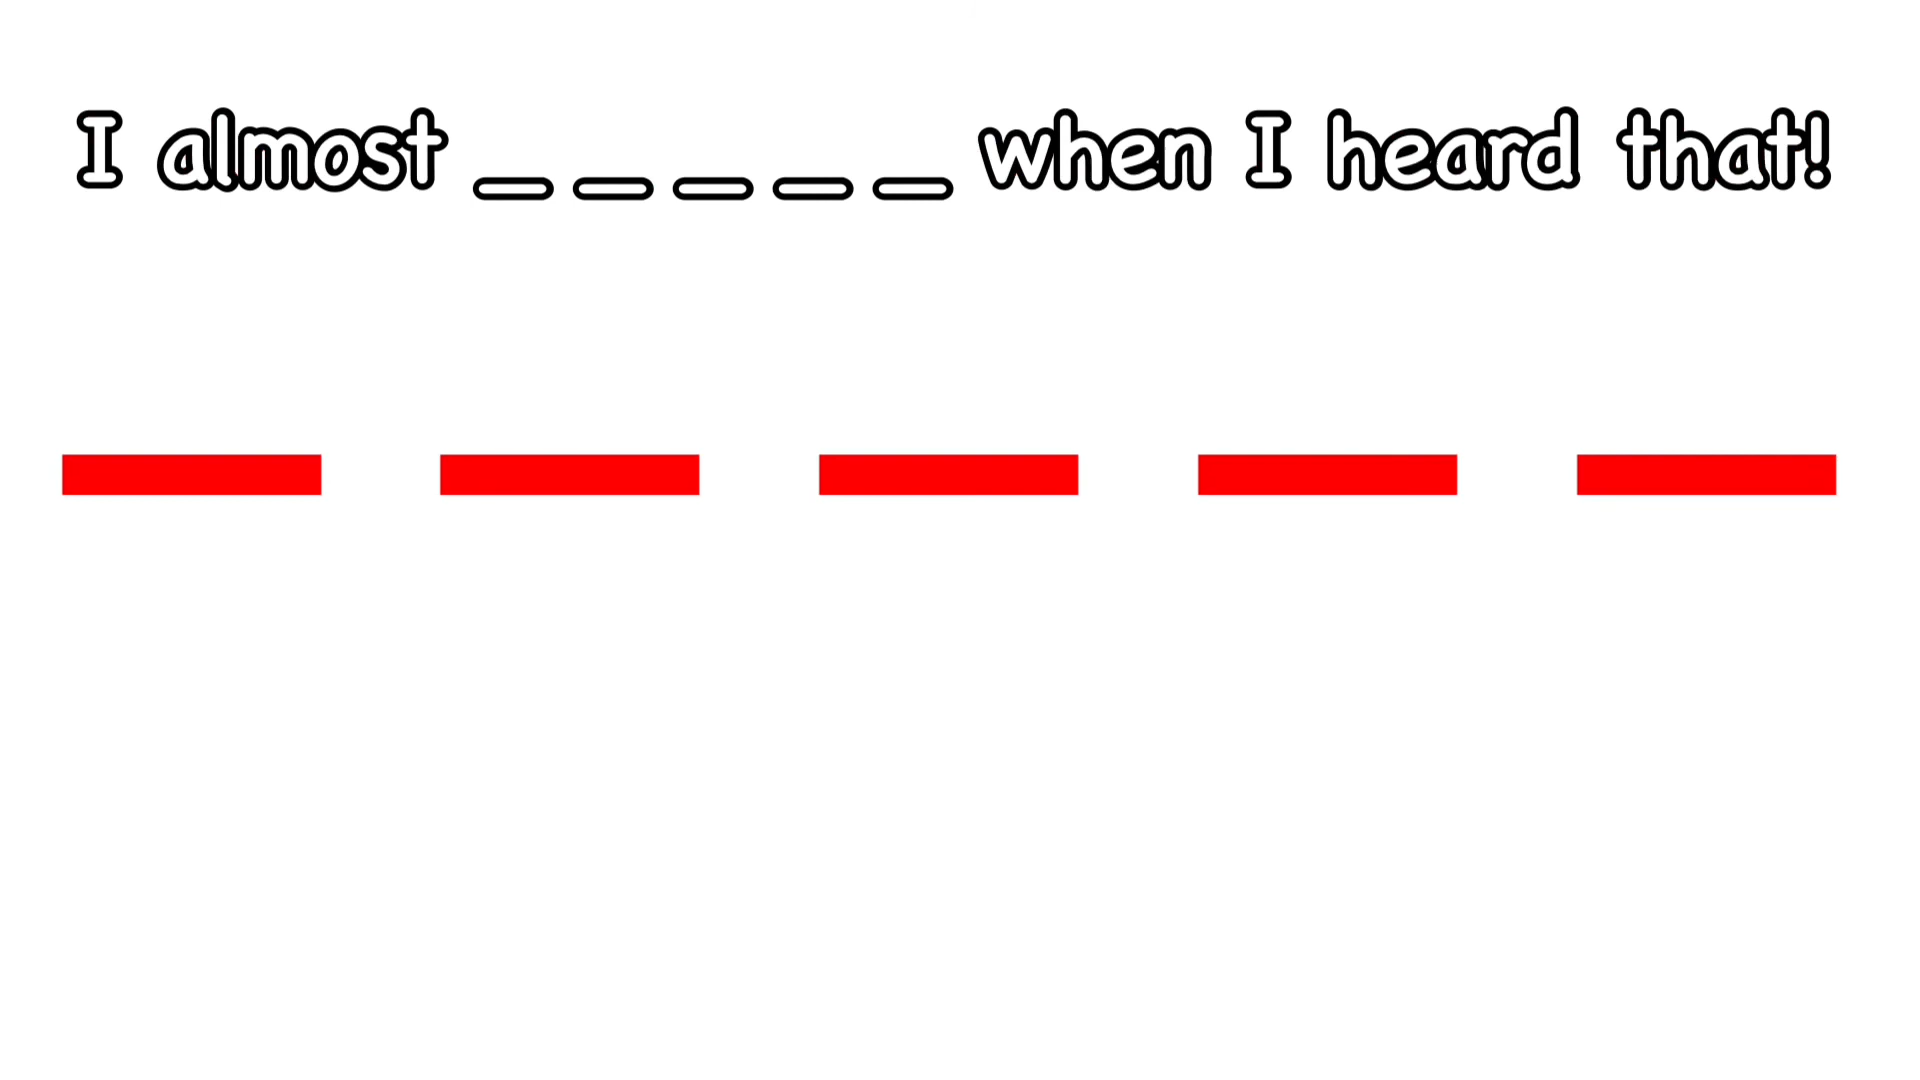 I almost _ _ _ _ _ when I heard that!